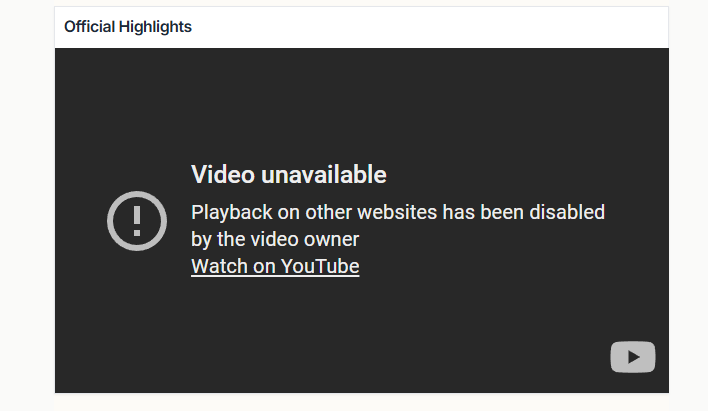 Official Highlights
Video unavailable
Playback on other websites has been disabled
by the video owner
Watch on YouTube